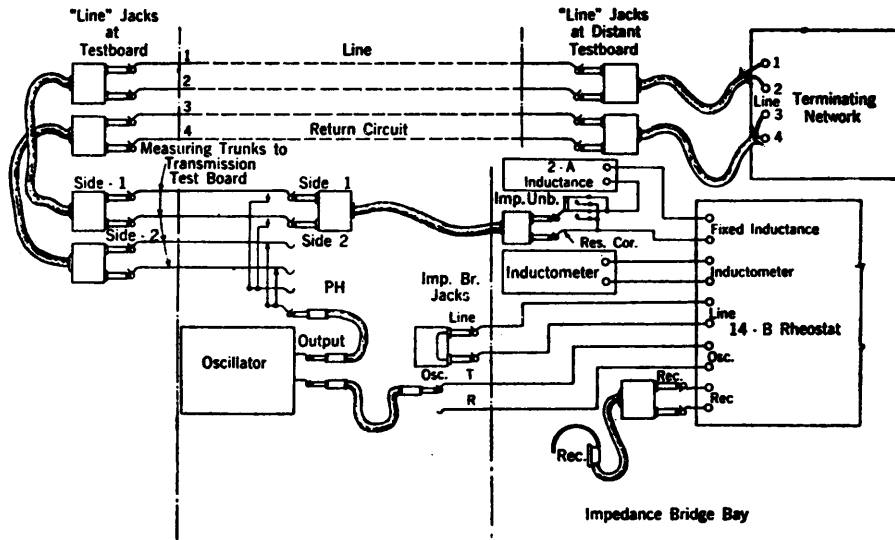 "Line" Jacks
at
Testboard
Line
"Line" Jacks
at Distant
Testboard
1
2
3
4
Return Circuit
1
2
Line
3
4
Terminating
Network
Measuring Trunks to
Transmission
Test Board
Side - 1
Side - 2
Side 1
Side 2
2 - A
Inductance
Imp. Unb.
Res. Cor.
Fixed Inductance
Inductometer
Inductometer
PH
Imp. Br.
Jacks
Line
Line
14 - B Rheostat
Oscillator
Output
Osc.
T
R
Osc.
Rec.
Rec
Rec.
Impedance Bridge Bay